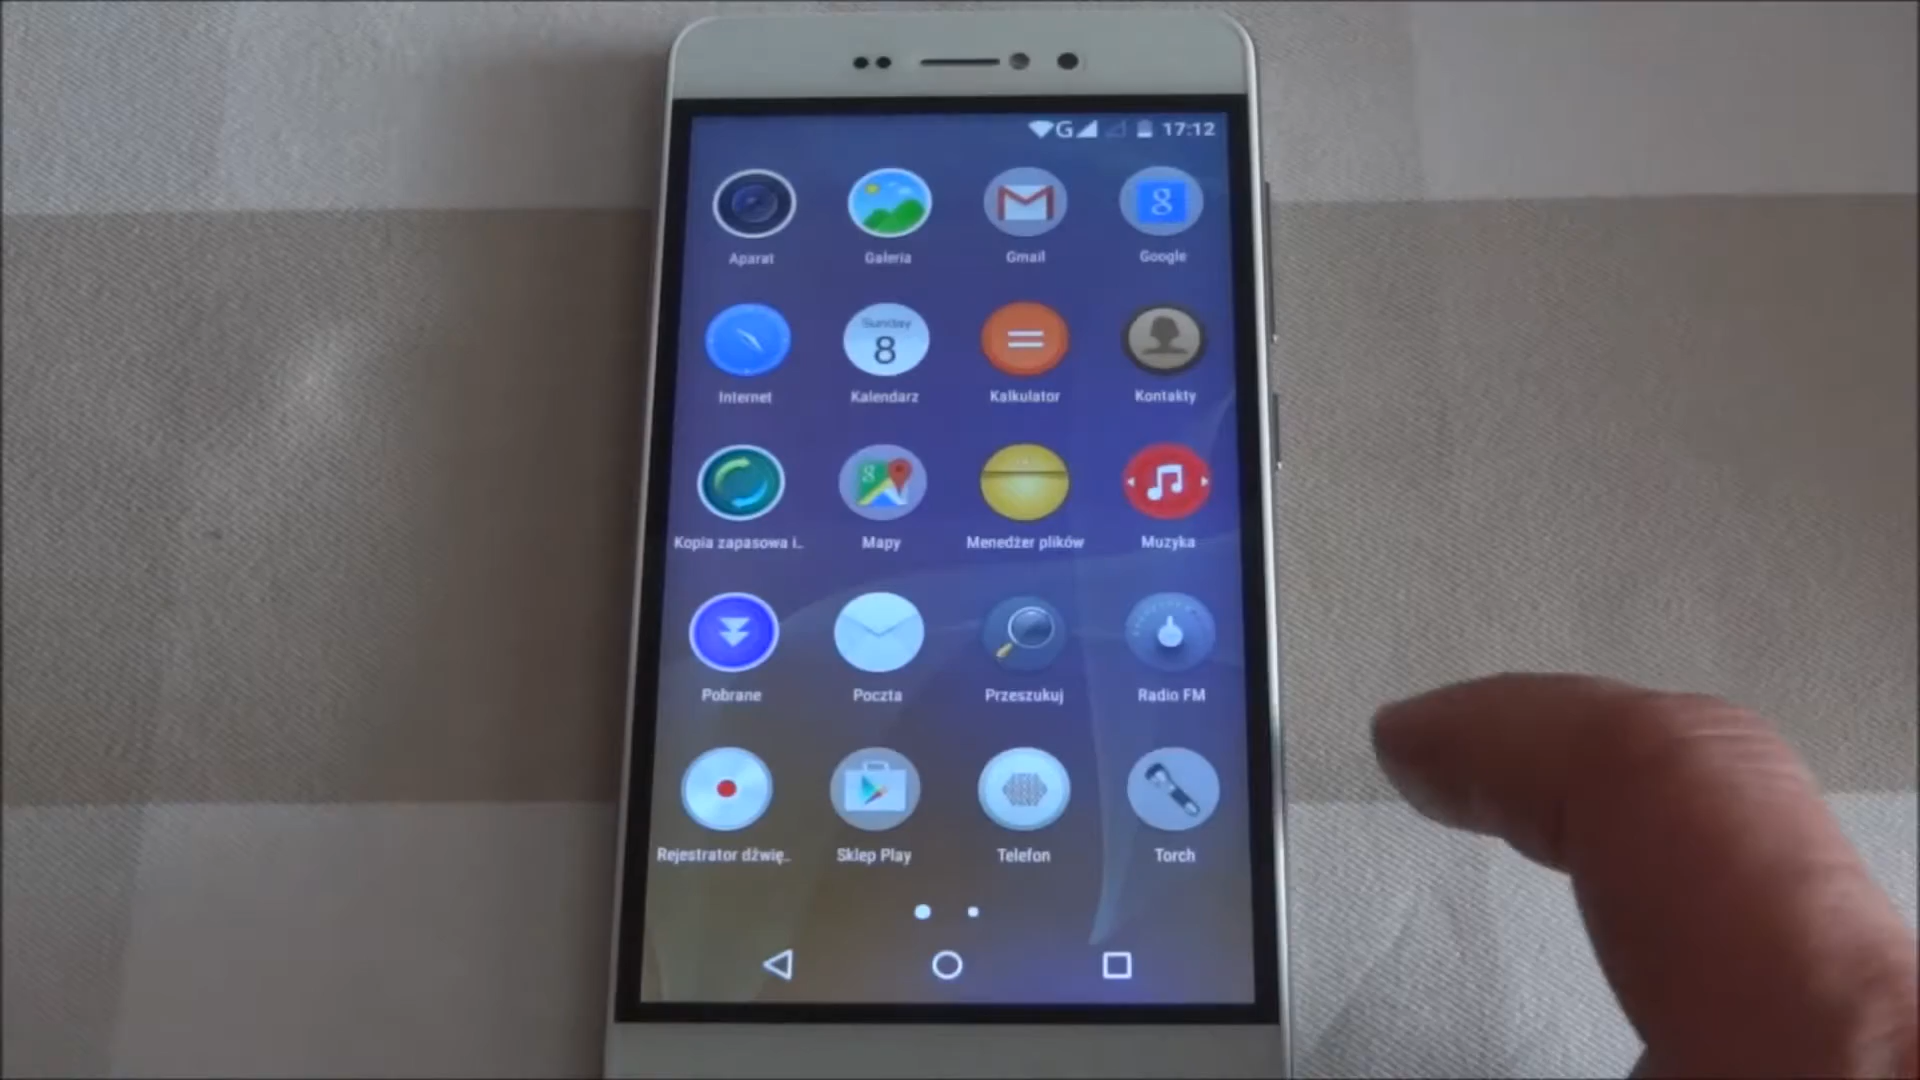 G 17:12
Aparat Galeria Gmail Google
Sunday
8
Internet Kalendarz Kalkulator Kontakty
Kopia zapasowa i.. Mapy Menedżer plików Muzyka
Pobrane Poczta Przeszukuj Radio FM
Rejestrator dźwię.. Sklep Play Telefon Torch